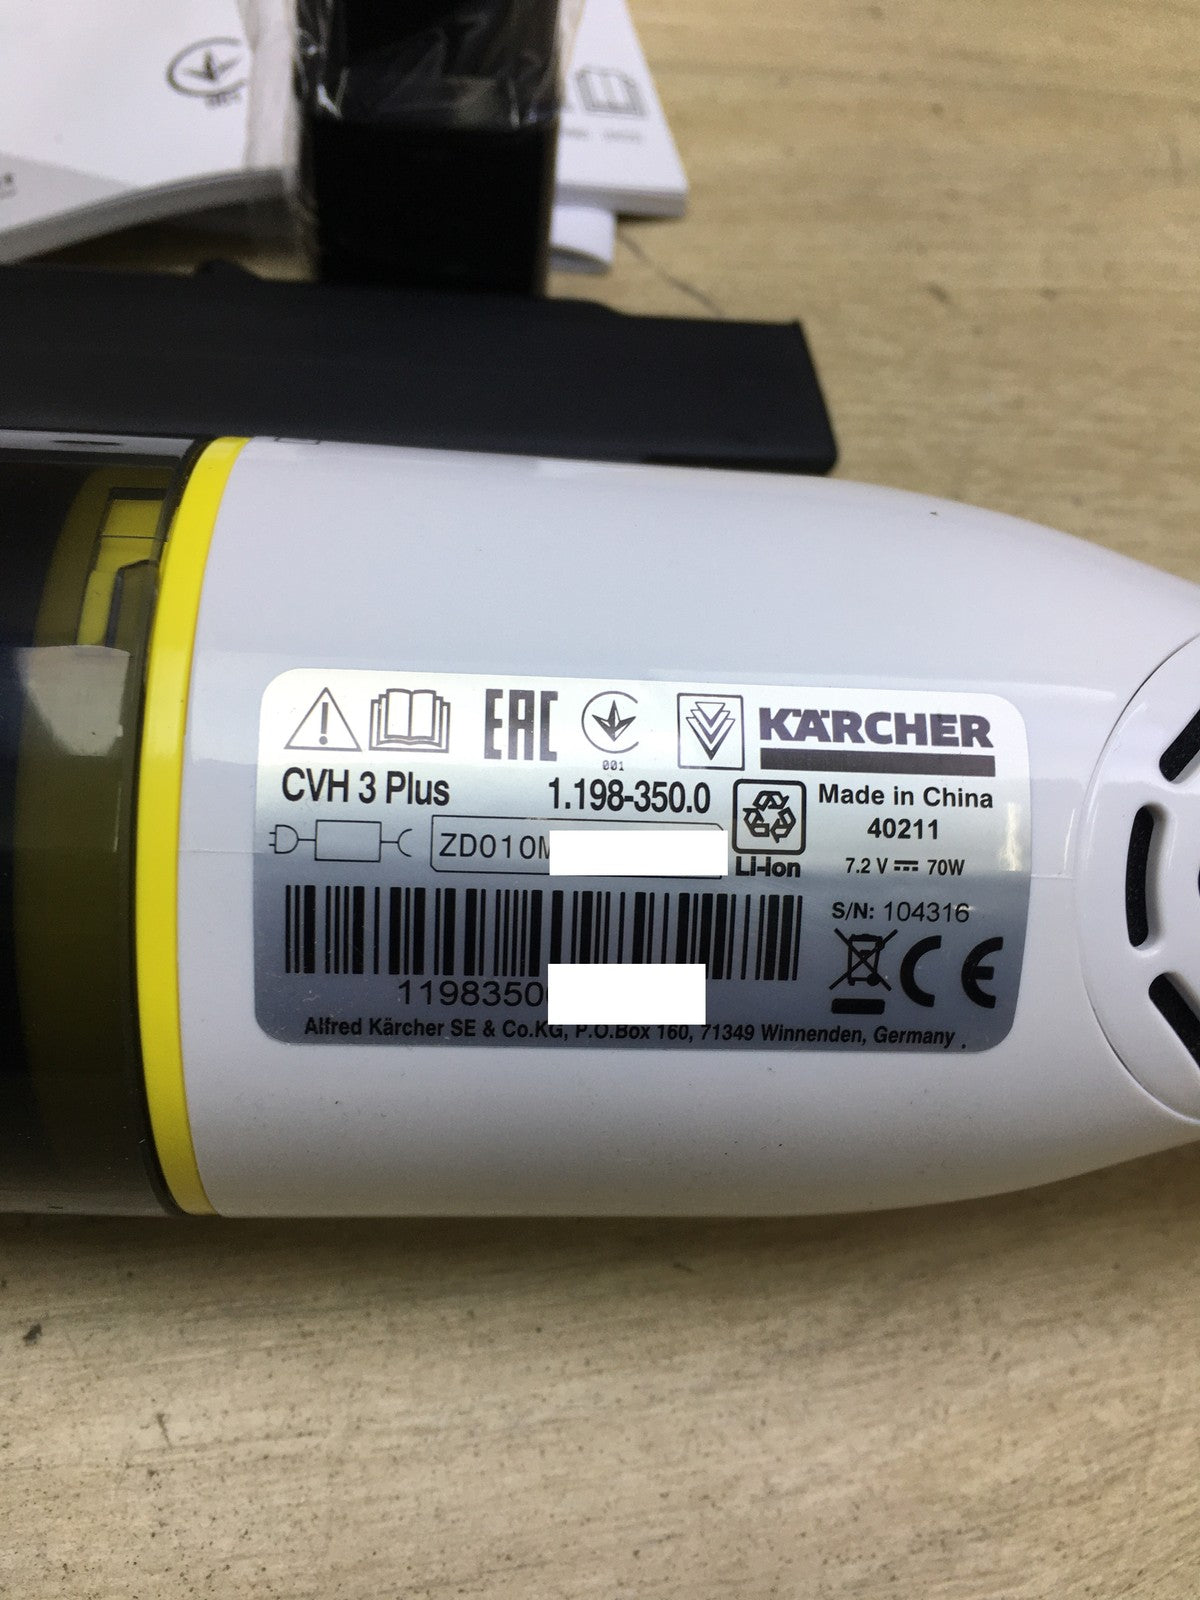 EAC
001
KÄRCHER
CVH 3 Plus
1.198-350.0
Made in China
40211
ZD010M
Li-Ion
7.2 V 70W
S/N: 104316
1198350
CE
Alfred Kärcher SE & Co.KG, P.O.Box 160, 71349 Winnenden, Germany